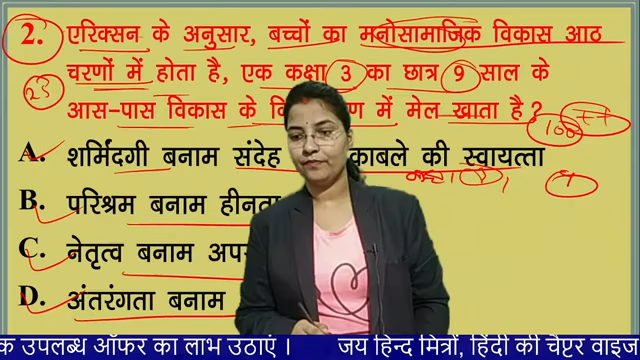 2. एरिक्सन के अनुसार, बच्चों का मनोसामाजिक विकास आठ
चरणों में होता है, एक कक्षा 3 का छात्र 9 साल के
आस-पास विकास के में मेल खाता है ?
A. शर्मिंदगी बनाम संदेह काबले की स्वायत्ता
B. परिश्रम बनाम हीनता
C. नेतृत्व बनाम
D. अंतरंगता बनाम
क उपलब्ध ऑफर का लाभ उठाएं । जय हिन्द मित्रों, हिंदी की चैप्टर वाइज